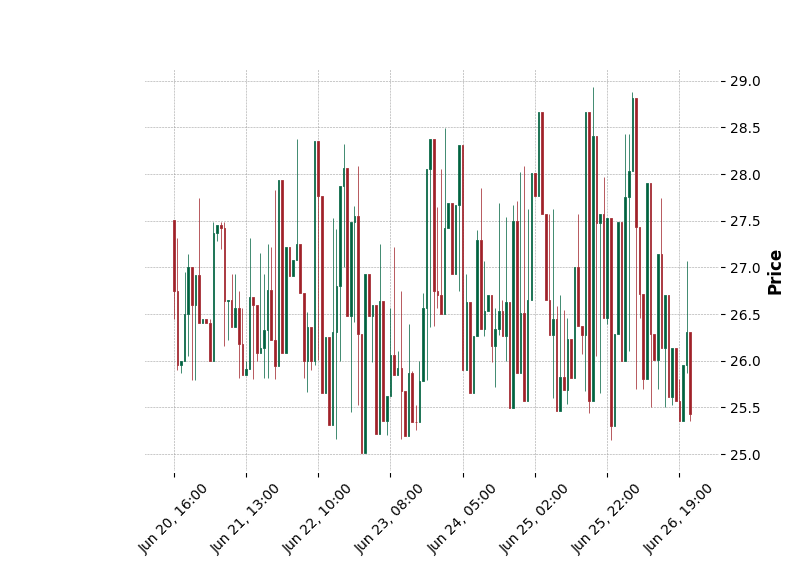 29.0
28.5
28.0
27.5
27.0
26.5
26.0
25.5
25.0
Price
Jun 20, 16:00
Jun 21, 13:00
Jun 22, 10:00
Jun 23, 08:00
Jun 24, 05:00
Jun 25, 02:00
Jun 25, 22:00
Jun 26, 19:00